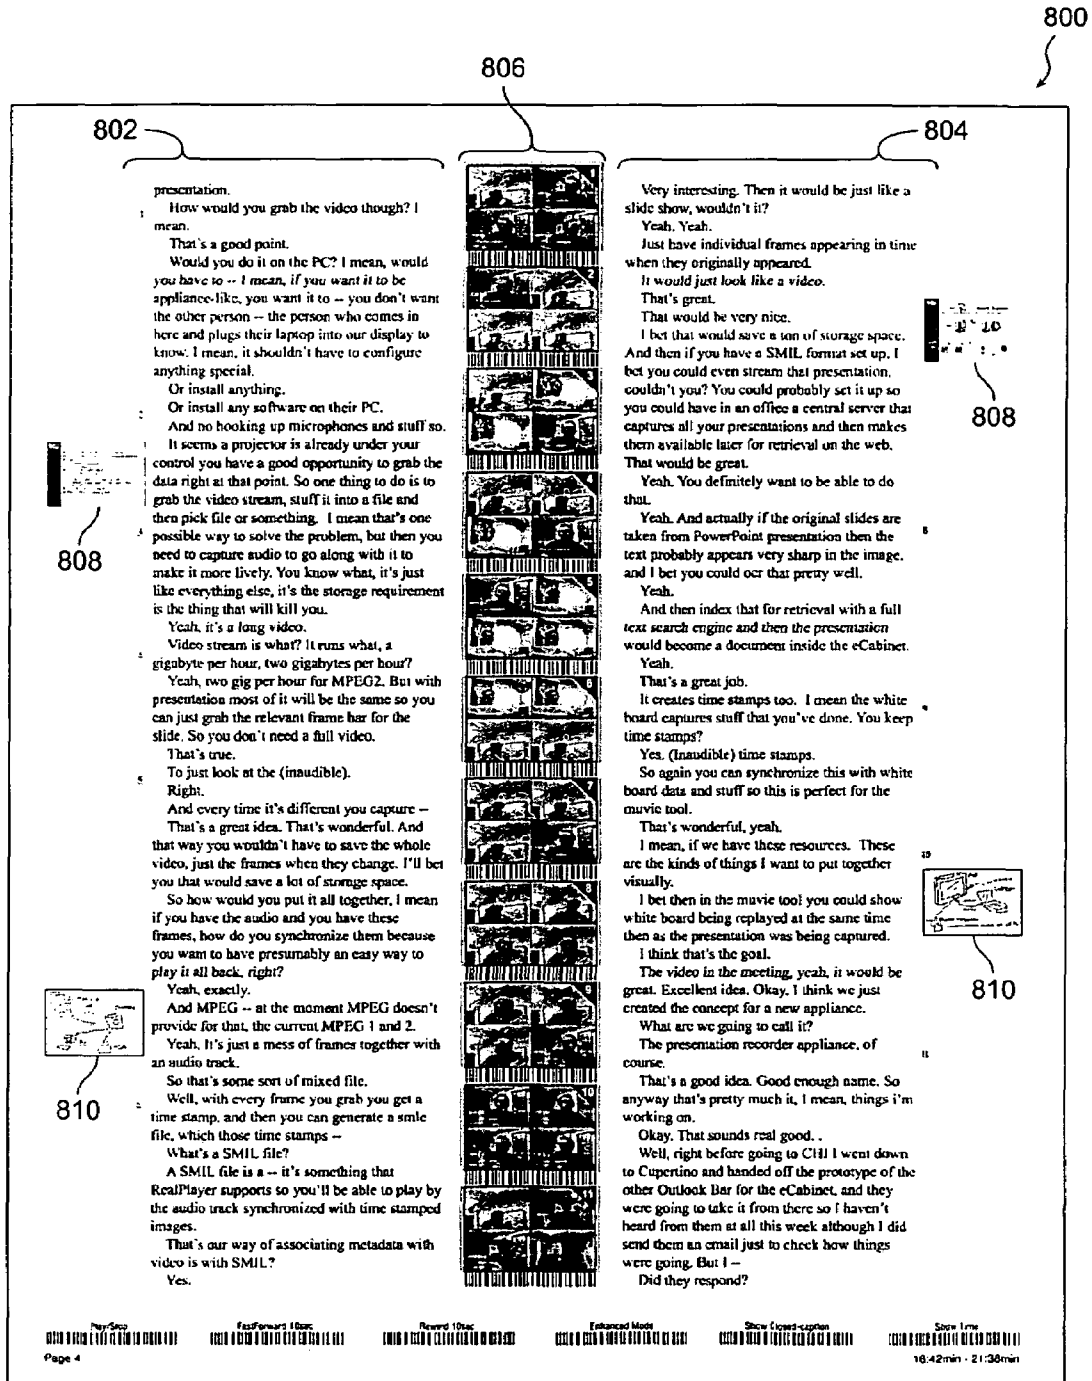 800
806
802
804
presentation.
How would you grab the video though? I
mean.
That's a good point.
Would you do it on the PC? I mean, would
you have to -- I mean, if you want it to be
appliance-like, you want it to -- you don't want
the other person -- the person who comes in
here and plugs their laptop into our display to
know. I mean, it shouldn't have to configure
anything special.
Or install anything.
Or install any software on their PC.
And no hooking up microphones and stuff so.
It seems a projector is already under your
control you have a good opportunity to grab the
data right at that point. So one thing to do is to
grab the video stream, stuff it into a file and
then pick file or something. I mean that's one
possible way to solve the problem, but then you
need to capture audio to go along with it to
make it more lively. You know what, it's just
like everything else, it's the storage requirement
is the thing that will kill you.
Yeah, it's a long video.
Video stream is what? It runs what, a
gigabyte per hour, two gigabytes per hour?
Yeah, two gig per hour for MPEG2. But with
presentation most of it will be the same so you
can just grab the relevant frame bar for the
slide. So you don't need a full video.
That's true.
To just look at the (inaudible).
Right.
And every time it's different you capture --
That's a great idea. That's wonderful. And
that way you wouldn't have to save the whole
video, just the frames when they change. I'll bet
you that would save a lot of storage space.
So how would you put it all together, I mean
if you have the audio and you have these
frames, how do you synchronize them because
you want to have presumably an easy way to
play it all back, right?
Yeah, exactly.
And MPEG -- at the moment MPEG doesn't
provide for that, the current MPEG 1 and 2.
Yeah. It's just a mess of frames together with
an audio track.
So that's some sort of mixed file.
Well, with every frame you grab you get a
time stamp, and then you can generate a smle
file, which those time stamps --
What's a SMIL file?
A SMIL file is a -- it's something that
RealPlayer supports so you'll be able to play by
the audio track synchronized with time stamped
images.
That's our way of associating metadata with
video is with SMIL?
Yes.
808
810
1
2
3
4
5
6
7
8
9
10
11
Very interesting. Then it would be just like a
slide show, wouldn't it?
Yeah. Yeah.
Just have individual frames appearing in time
when they originally appeared.
It would just look like a video.
That's great.
That would be very nice.
I bet that would save a ton of storage space.
And then if you have a SMIL format set up, I
bet you could even stream that presentation,
couldn't you? You could probably set it up so
you could have in an office a central server that
captures all your presentations and then makes
them available later for retrieval on the web.
That would be great.
Yeah. You definitely want to be able to do
that.
Yeah. And actually if the original slides are
taken from PowerPoint presentation then the
text probably appears very sharp in the image,
and I bet you could ocr that pretty well.
Yeah.
And then index that for retrieval with a full
text search engine and then the presentation
would become a document inside the eCabinet.
Yeah.
That's a great job.
It creates time stamps too. I mean the white
board captures stuff that you've done. You keep
time stamps?
Yes. (Inaudible) time stamps.
So again you can synchronize this with white
board data and stuff so this is perfect for the
muvie tool.
That's wonderful, yeah.
I mean, if we have these resources. These
are the kinds of things I want to put together
visually.
I bet then in the muvie tool you could show
white board being replayed at the same time
then as the presentation was being captured.
I think that's the goal.
The video in the meeting, yeah, it would be
great. Excellent idea. Okay. I think we just
created the concept for a new appliance.
What are we going to call it?
The presentation recorder appliance, of
course.
That's a good idea. Good enough name. So
anyway that's pretty much it, I mean, things i'm
working on.
Okay. That sounds real good. .
Well, right before going to CHI I went down
to Cupertino and handed off the prototype of the
other Outlook Bar for the eCabinet, and they
were going to take it from there so I haven't
heard from them at all this week although I did
send them an email just to check how things
were going. But I --
Did they respond?
808
810
Play/Stop
FastForward 10sec
Rewind 10sec
Enhanced Mode
Show Closed-caption
Show Time
Page 4
16:42min - 21:38min